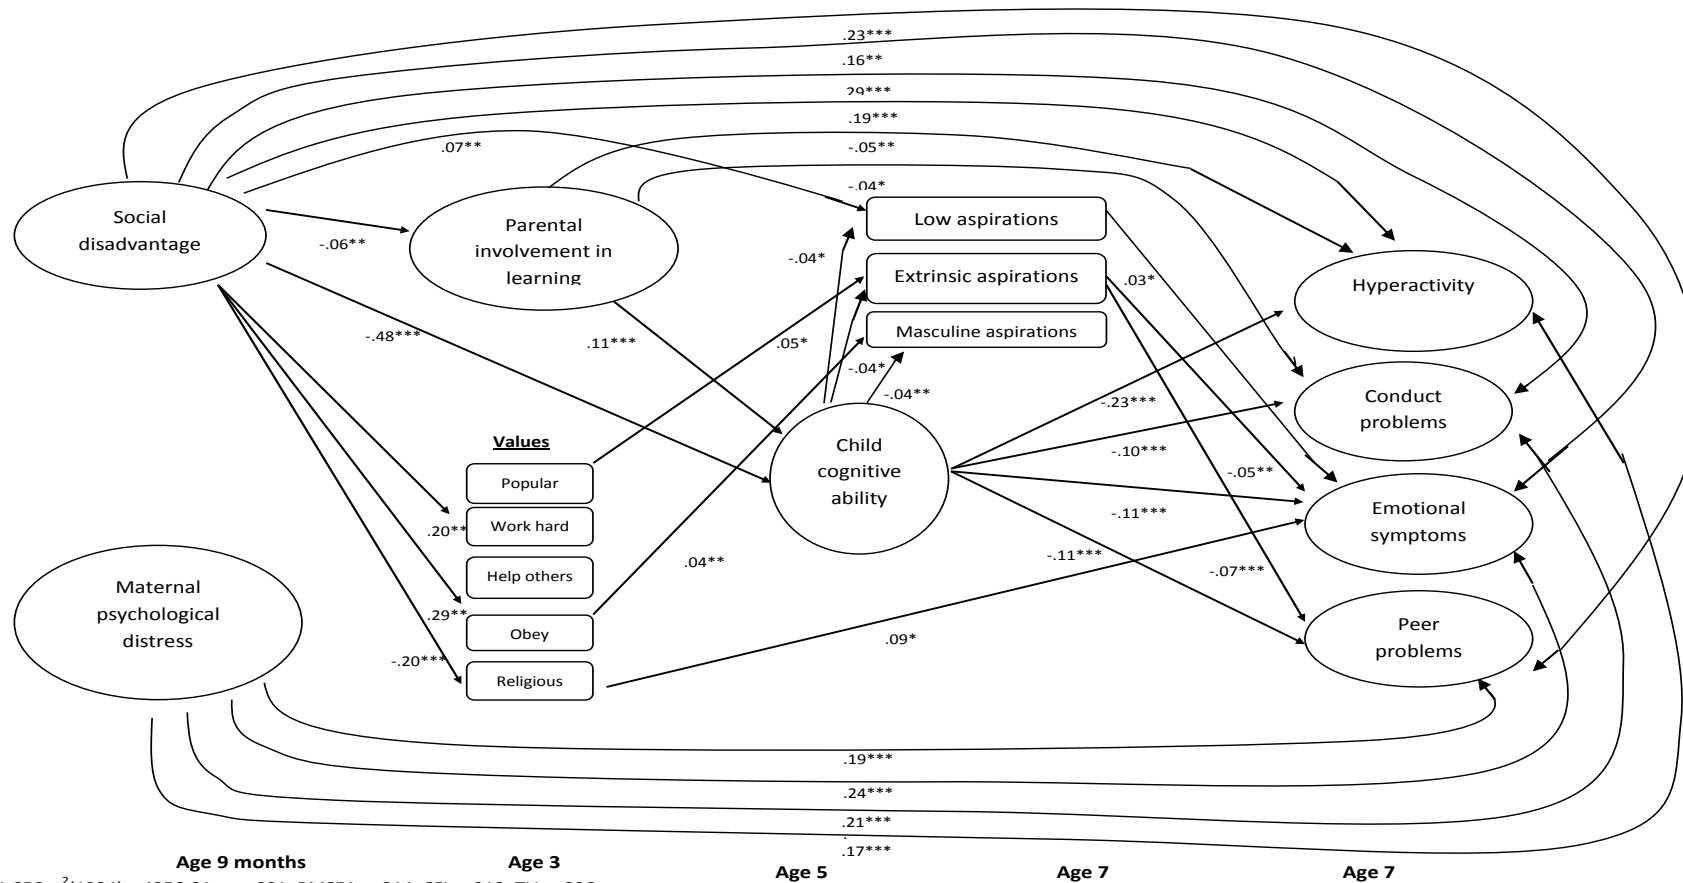 .23***
.16**
.29***
.19***
.07**
-.05**
-.04*
Social
disadvantage
-.06**
Parental
involvement in
learning
Low aspirations
-.04*
Extrinsic aspirations
.03*
Hyperactivity
Masculine aspirations
-.48***
.11***
.05*
-.04*
-.04**
-.23***
Conduct
problems
Values
Child
cognitive
ability
-.10***
-.05**
Popular
Work hard
.20**
-.11***
Emotional
symptoms
Help others
.04**
-.11***
-.07***
Maternal
psychological
distress
.29**
Obey
.09*
Peer
problems
-.20***
Religious
.19***
.24***
.21***
.17***
Age 9 months
Age 3
Age 5
Age 7
Age 7